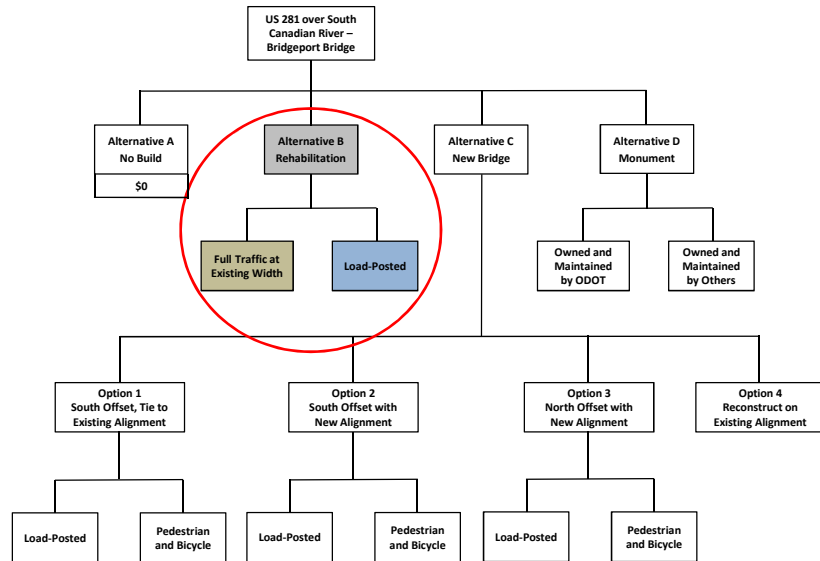 US 281 over South
Canadian River –
Bridgeport Bridge
Alternative A
No Build
$0
Alternative B
Rehabilitation
Alternative C
New Bridge
Alternative D
Monument
Full Traffic at
Existing Width
Load-Posted
Owned and
Maintained
by ODOT
Owned and
Maintained
by Others
Option 1
South Offset, Tie to
Existing Alignment
Option 2
South Offset with
New Alignment
Option 3
North Offset with
New Alignment
Option 4
Reconstruct on
Existing Alignment
Load-Posted
Pedestrian
and Bicycle
Load-Posted
Pedestrian
and Bicycle
Load-Posted
Pedestrian
and Bicycle